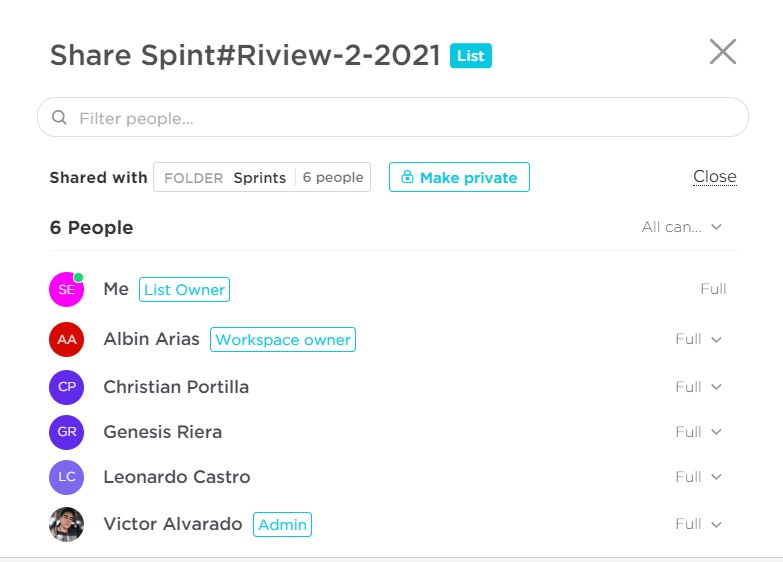 Share Spint#Riview-2-2021 List
Filter people...
Shared with FOLDER Sprints 6 people Make private Close
6 People All can...
SE Me List Owner Full
AA Albin Arias Workspace owner Full
CP Christian Portilla Full
GR Genesis Riera Full
LC Leonardo Castro Full
Victor Alvarado Admin Full